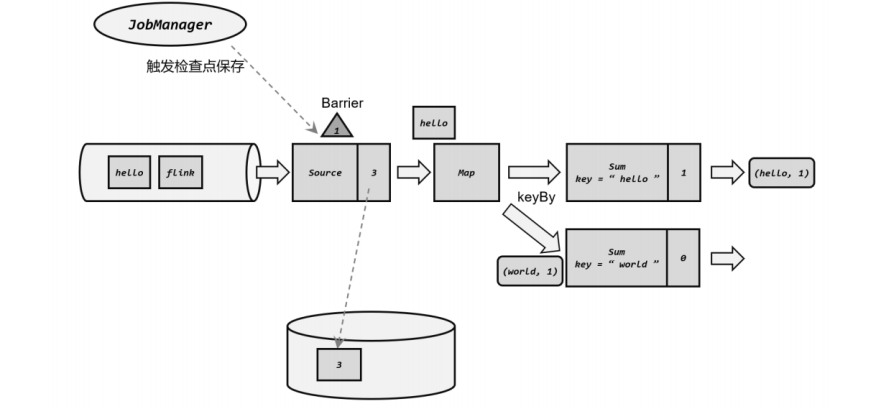 JobManager
触发检查点保存
Barrier
1
hello
hello
flink
Source
3
Map
Sum
key = “ hello ”
1
(hello, 1)
keyBy
Sum
key = “ world ”
0
(world, 1)
3